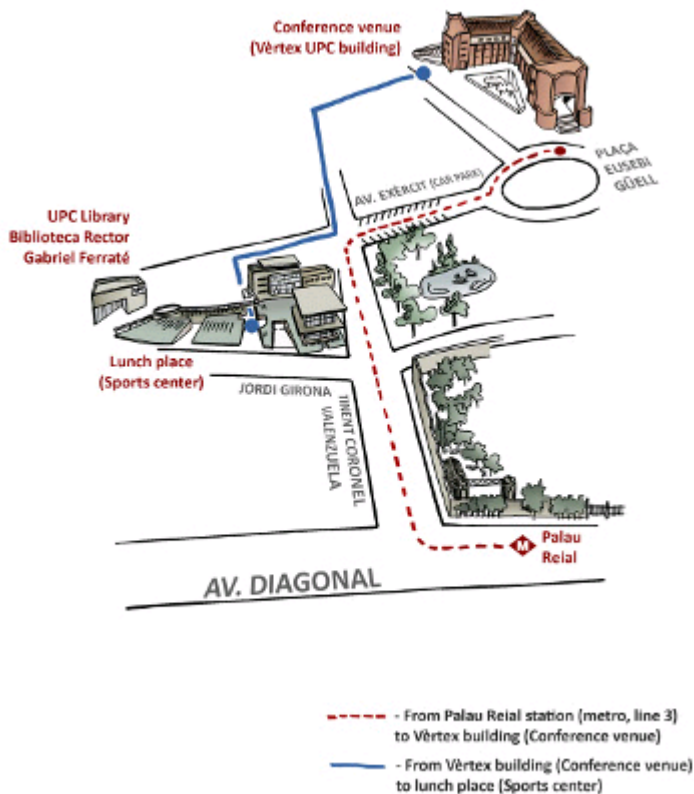 Conference venue
(Vèrtex UPC building)
PLAÇA
EUSEBI
GÜELL
AV. EXÈRCIT (CAR PARK)
UPC Library
Biblioteca Rector
Gabriel Ferraté
Lunch place
(Sports center)
JORDI GIRONA
TINENT CORONEL
VALENZUELA
M
Palau
Reial
AV. DIAGONAL
- From Palau Reial station (metro, line 3)
to Vèrtex building (Conference venue)
- From Vèrtex building (Conference venue)
to lunch place (Sports center)